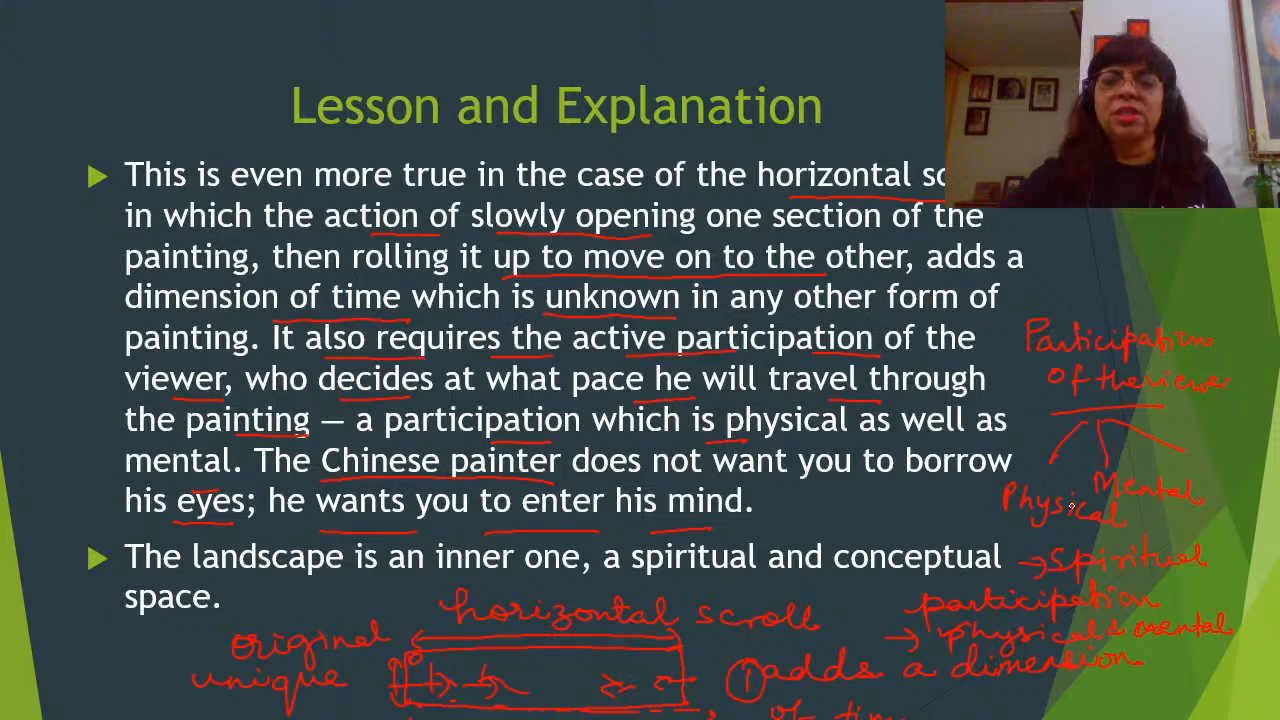 Lesson and Explanation
This is even more true in the case of the horizontal
in which the action of slowly opening one section of the
painting, then rolling it up to move on to the other, adds a
dimension of time which is unknown in any other form of
painting. It also requires the active participation of the
viewer, who decides at what pace he will travel through
the painting — a participation which is physical as well as
mental. The Chinese painter does not want you to borrow
his eyes; he wants you to enter his mind.
The landscape is an inner one, a spiritual and conceptual
space.
Participation
Of the viewer
Mental
Physical
→ Spiritual
participation
→ Physical & mental
horizontal scroll
original
unique
① adds a dimension
of time